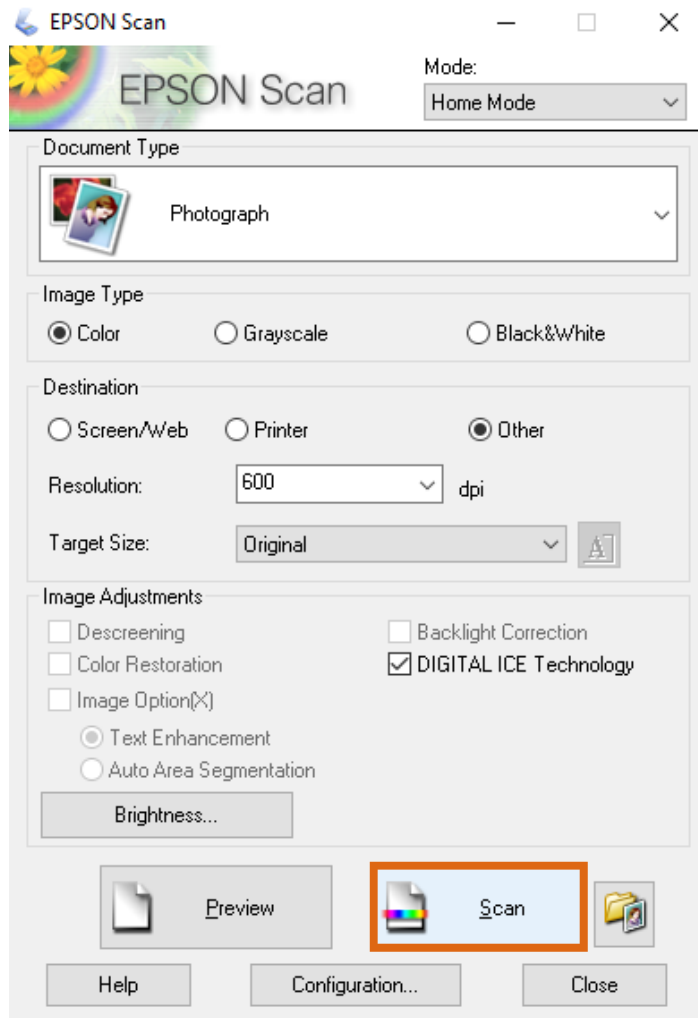 EPSON Scan
EPSON Scan
Mode:
Home Mode
Document Type
Photograph
Image Type
Color Grayscale Black&White
Destination
Screen/Web Printer Other
Resolution: 600 dpi
Target Size: Original A
Image Adjustments
Descreening Backlight Correction
Color Restoration DIGITAL ICE Technology
Image Option(X)
Text Enhancement
Auto Area Segmentation
Brightness...
Preview Scan
Help Configuration... Close